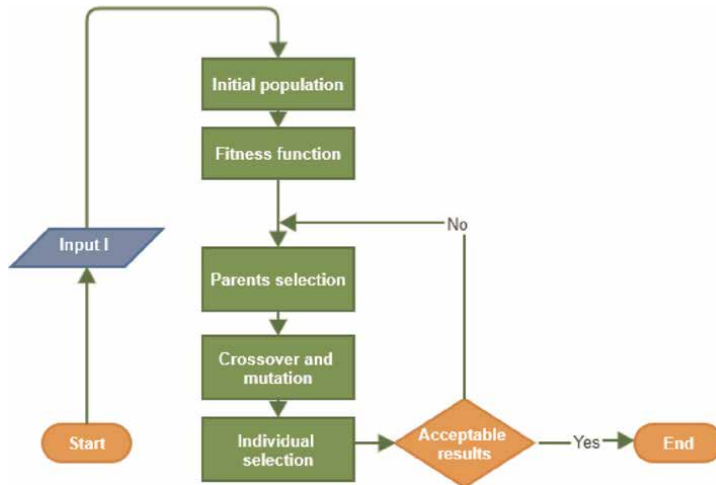 Initial population
Fitness function
Input I
No
Parents selection
Crossover and
mutation
Start
Individual
selection
Acceptable
results
Yes
End